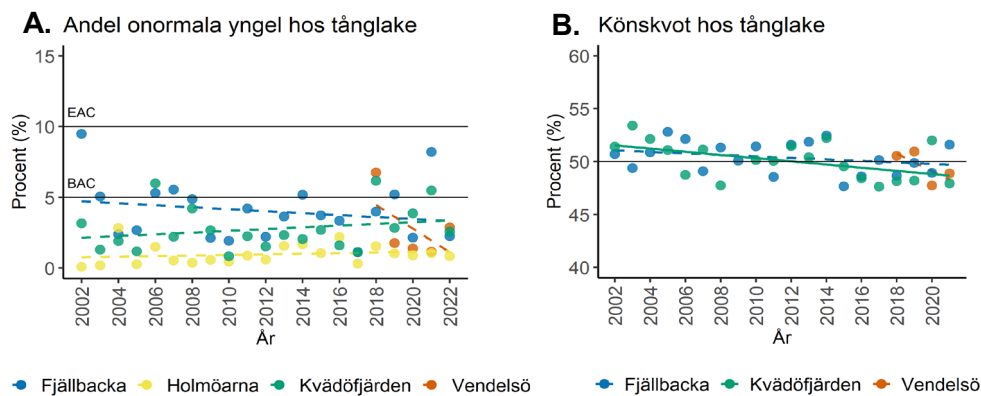 A. Andel onormala yngel hos tånglake
15
10
5
0
Procent (%)
EAC
BAC
2002 2004 2006 2008 2010 2012 2014 2016 2018 2020 2022
År
Fjällbacka Holmöarna Kvädöfjärden Vendelsö
B. Könskvot hos tånglake
60
55
50
45
40
Procent (%)
2002 2004 2006 2008 2010 2012 2014 2016 2018 2020
År
Fjällbacka Kvädöfjärden Vendelsö